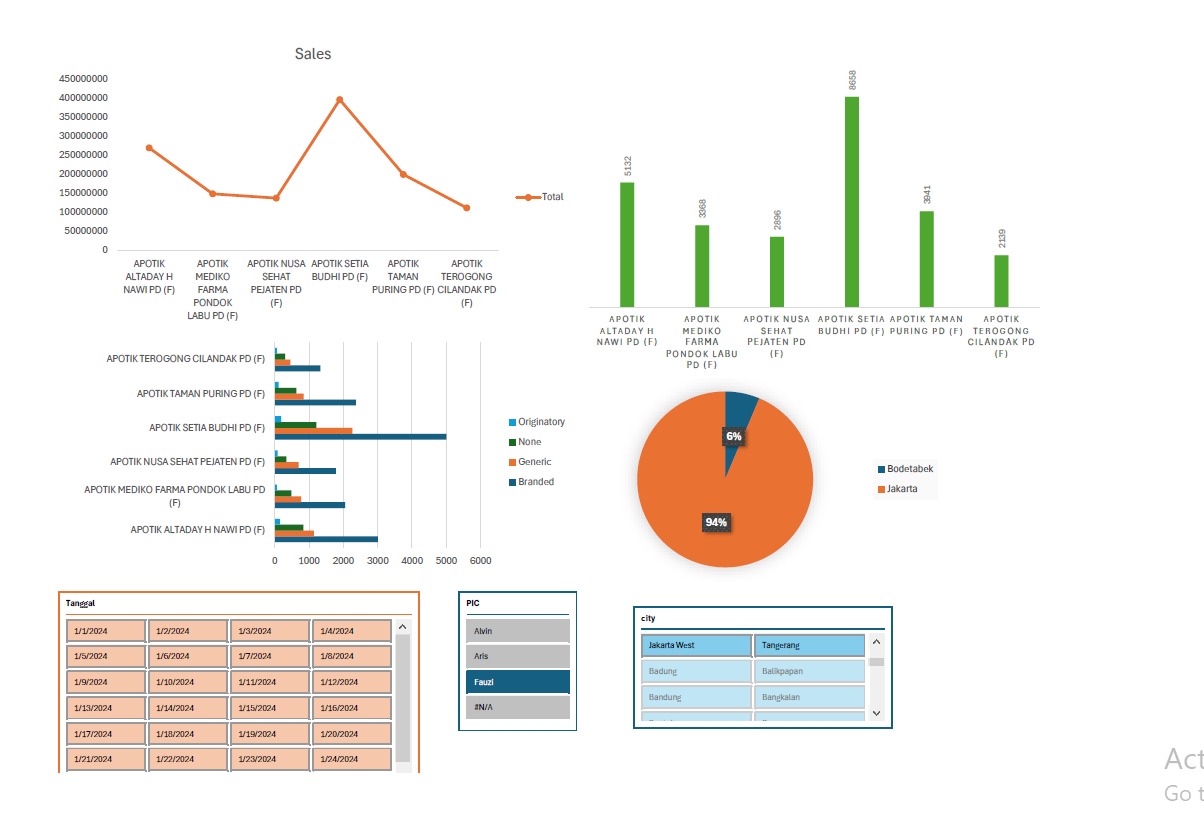 Sales
450000000
400000000
350000000
300000000
250000000
200000000
150000000
100000000
50000000
0
Total
APOTIK ALTADAY H NAWI PD (F)
APOTIK MEDIKO FARMA PONDOK LABU PD (F)
APOTIK NUSA SEHAT PEJATEN PD (F)
APOTIK SETIA BUDHI PD (F)
APOTIK TAMAN PURING PD (F)
APOTIK TEROGONG CILANDAK PD (F)
5132
3368
2896
8658
3941
2139
APOTIK ALTADAY H NAWI PD (F)
APOTIK MEDIKO FARMA PONDOK LABU PD (F)
APOTIK NUSA SEHAT PEJATEN PD (F)
APOTIK SETIA BUDHI PD (F)
APOTIK TAMAN PURING PD (F)
APOTIK TEROGONG CILANDAK PD (F)
APOTIK TEROGONG CILANDAK PD (F)
APOTIK TAMAN PURING PD (F)
APOTIK SETIA BUDHI PD (F)
APOTIK NUSA SEHAT PEJATEN PD (F)
APOTIK MEDIKO FARMA PONDOK LABU PD
(F)
APOTIK ALTADAY H NAWI PD (F)
0 1000 2000 3000 4000 5000 6000
Originatory
None
Generic
Branded
6%
94%
Bodetabek
Jakarta
Tanggal
1/1/2024 1/2/2024 1/3/2024 1/4/2024
1/5/2024 1/6/2024 1/7/2024 1/8/2024
1/9/2024 1/10/2024 1/11/2024 1/12/2024
1/13/2024 1/14/2024 1/15/2024 1/16/2024
1/17/2024 1/18/2024 1/19/2024 1/20/2024
1/21/2024 1/22/2024 1/23/2024 1/24/2024
PIC
Alvin
Aris
Fauzi
#N/A
city
Jakarta West Tangerang
Badung Balikpapan
Bandung Bangkalan
Act
Go t